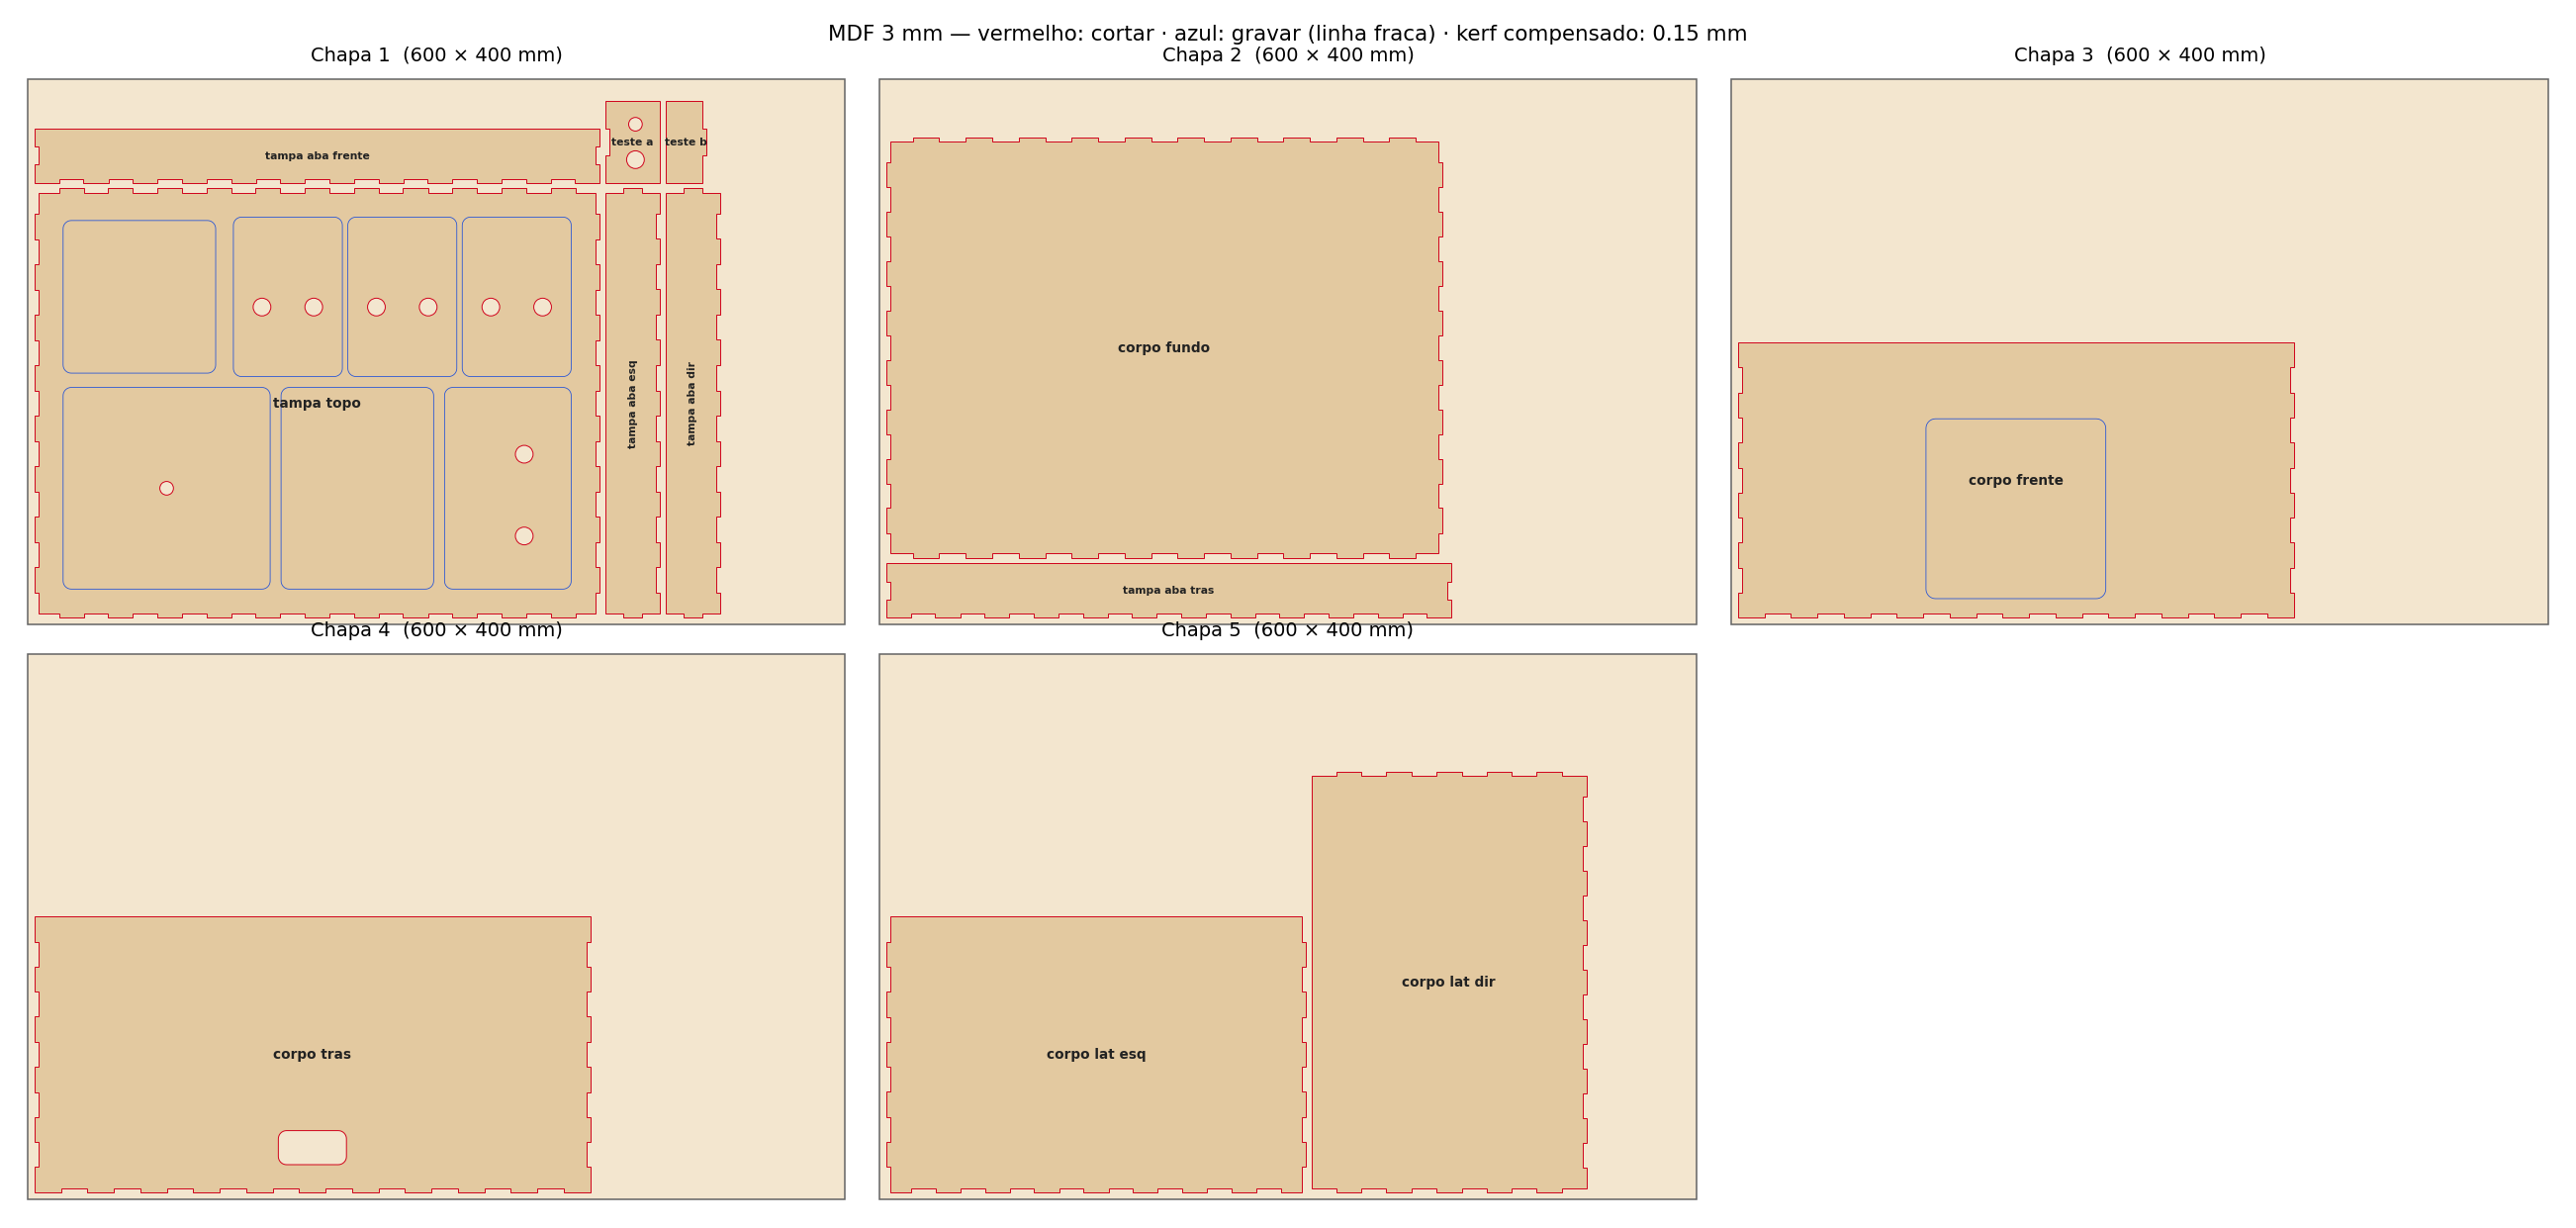 MDF 3 mm — vermelho: cortar · azul: gravar (linha fraca) · kerf compensado: 0.15 mm
Chapa 1  (600 × 400 mm)
tampa aba frente
teste a
teste b
tampa topo
tampa aba esq
tampa aba dir
Chapa 2  (600 × 400 mm)
corpo fundo
tampa aba tras
Chapa 3  (600 × 400 mm)
corpo frente
Chapa 4  (600 × 400 mm)
corpo tras
Chapa 5  (600 × 400 mm)
corpo lat esq
corpo lat dir